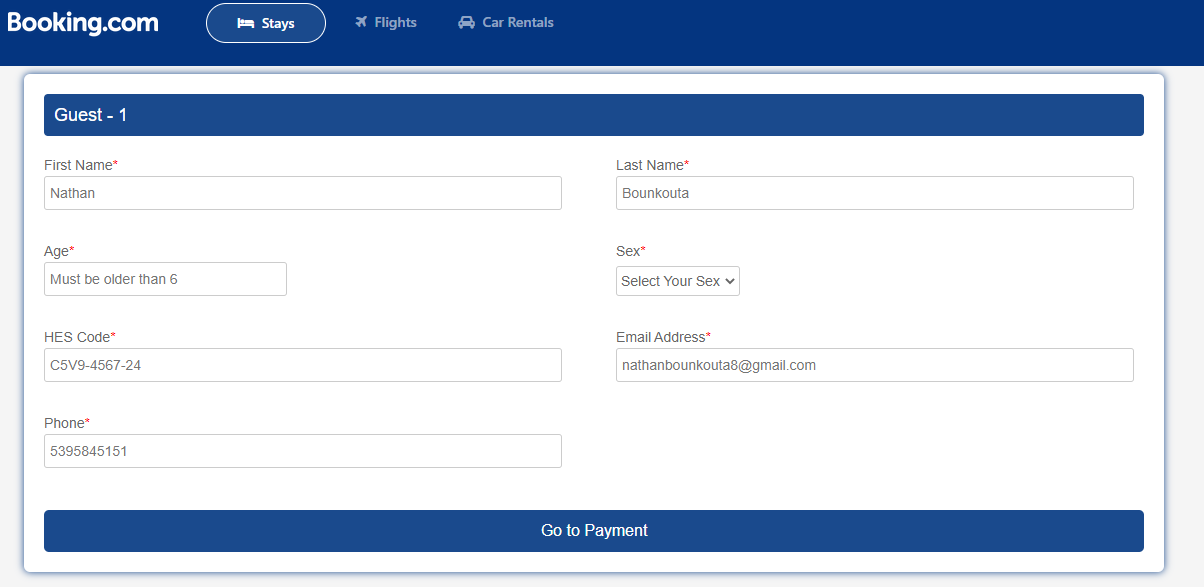 Booking.com Stays Flights Car Rentals
Guest - 1
First Name* Last Name*
Nathan Bounkouta
Age* Sex*
Must be older than 6 Select Your Sex
HES Code* Email Address*
C5V9-4567-24 nathanbounkouta8@gmail.com
Phone*
5395845151
Go to Payment